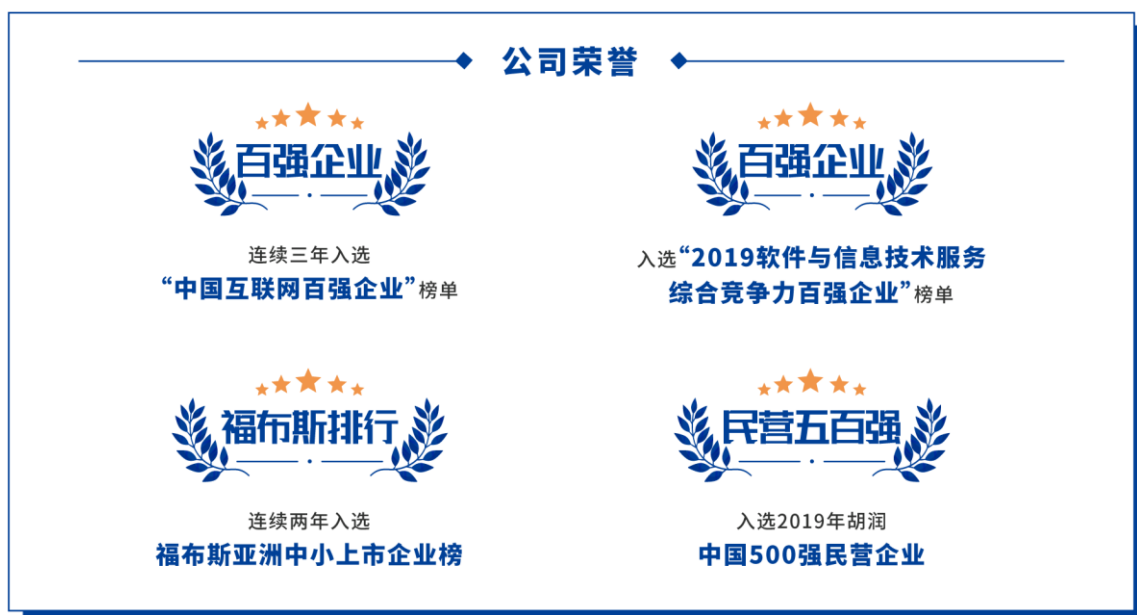 公司荣誉
百强企业
连续三年入选
“中国互联网百强企业”榜单
百强企业
入选“2019软件与信息技术服务
综合竞争力百强企业”榜单
福布斯排行
连续两年入选
福布斯亚洲中小上市企业榜
民营五百强
入选2019年胡润
中国500强民营企业